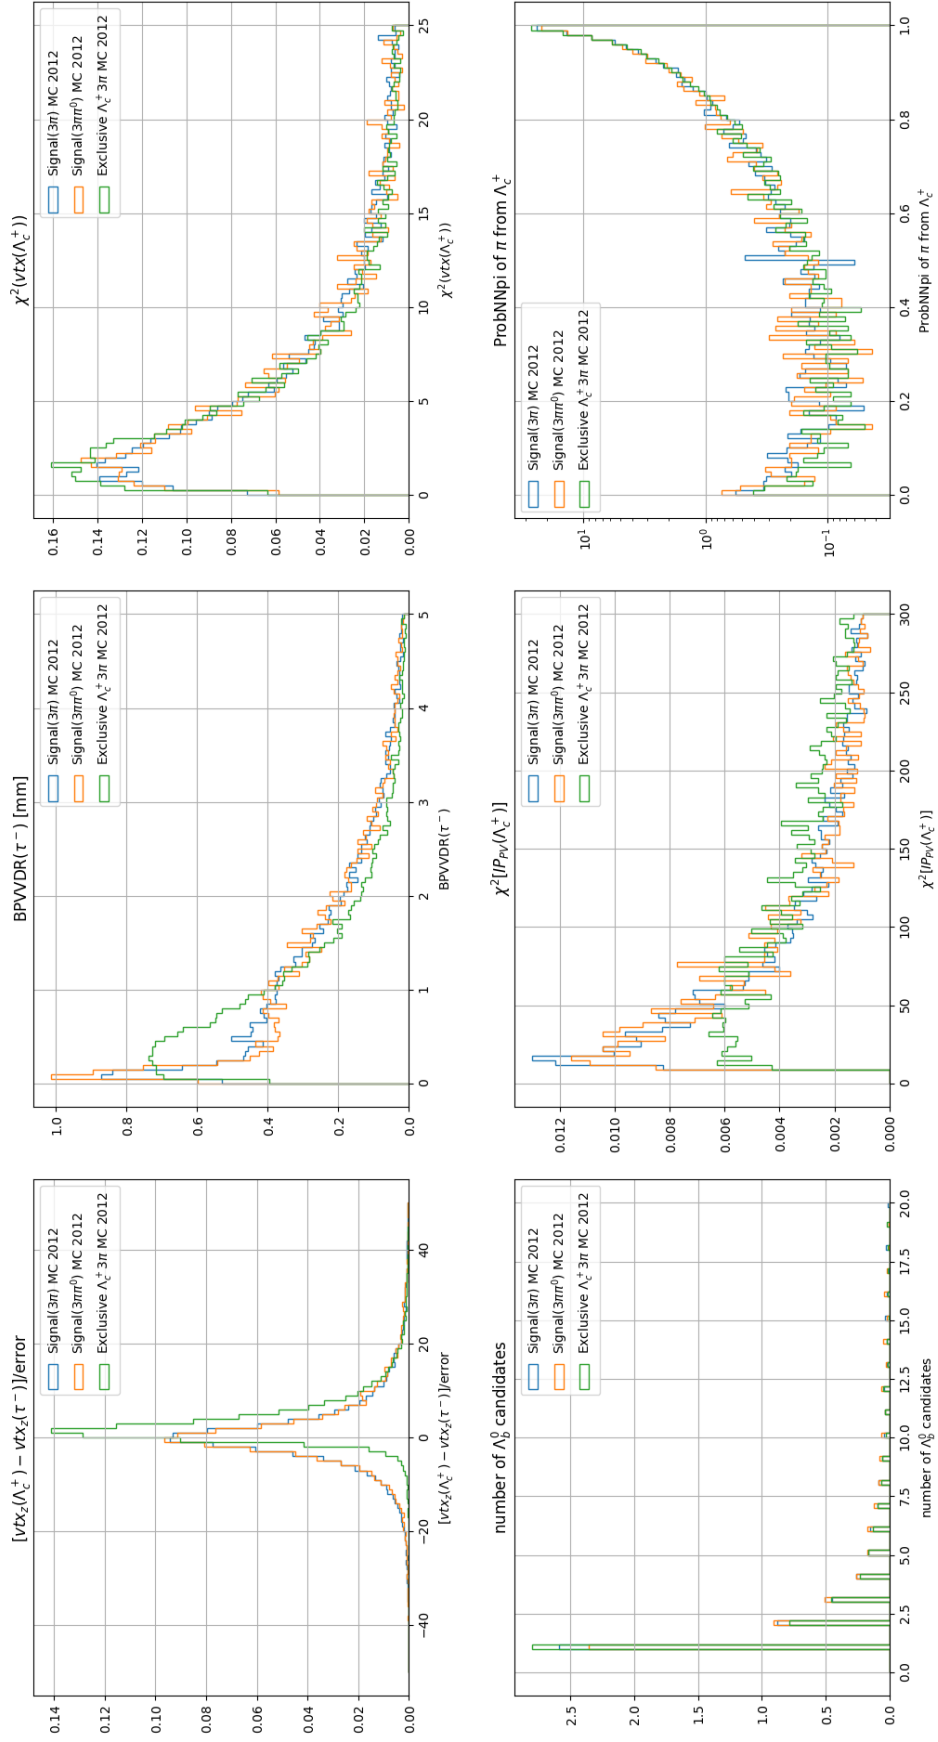 [vtx_z(Λ_c^+) − vtx_z(τ^−)]/error
Signal(3π) MC 2012
Signal(3ππ^0) MC 2012
Exclusive Λ_c^+ 3π MC 2012
0.14
0.12
0.10
0.08
0.06
0.04
0.02
0.00
−40 −20 0 20 40
[vtx_z(Λ_c^+) − vtx_z(τ^−)]/error
BPVVDR(τ^−) [mm]
Signal(3π) MC 2012
Signal(3ππ^0) MC 2012
Exclusive Λ_c^+ 3π MC 2012
1.0
0.8
0.6
0.4
0.2
0.0
0 1 2 3 4 5
BPVVDR(τ^−)
χ^2(vtx(Λ_c^+))
Signal(3π) MC 2012
Signal(3ππ^0) MC 2012
Exclusive Λ_c^+ 3π MC 2012
0.16
0.14
0.12
0.10
0.08
0.06
0.04
0.02
0.00
0 5 10 15 20 25
χ^2(vtx(Λ_c^+))
number of Λ_b^0 candidates
Signal(3π) MC 2012
Signal(3ππ^0) MC 2012
Exclusive Λ_c^+ 3π MC 2012
2.5
2.0
1.5
1.0
0.5
0.0
0.0 2.5 5.0 7.5 10.0 12.5 15.0 17.5 20.0
number of Λ_b^0 candidates
χ^2[IP_PV(Λ_c^+)]
Signal(3π) MC 2012
Signal(3ππ^0) MC 2012
Exclusive Λ_c^+ 3π MC 2012
0.012
0.010
0.008
0.006
0.004
0.002
0.000
0 50 100 150 200 250 300
χ^2[IP_PV(Λ_c^+)]
ProbNNpi of π from Λ_c^+
Signal(3π) MC 2012
Signal(3ππ^0) MC 2012
Exclusive Λ_c^+ 3π MC 2012
10^1
10^0
10^−1
0.0 0.2 0.4 0.6 0.8 1.0
ProbNNpi of π from Λ_c^+